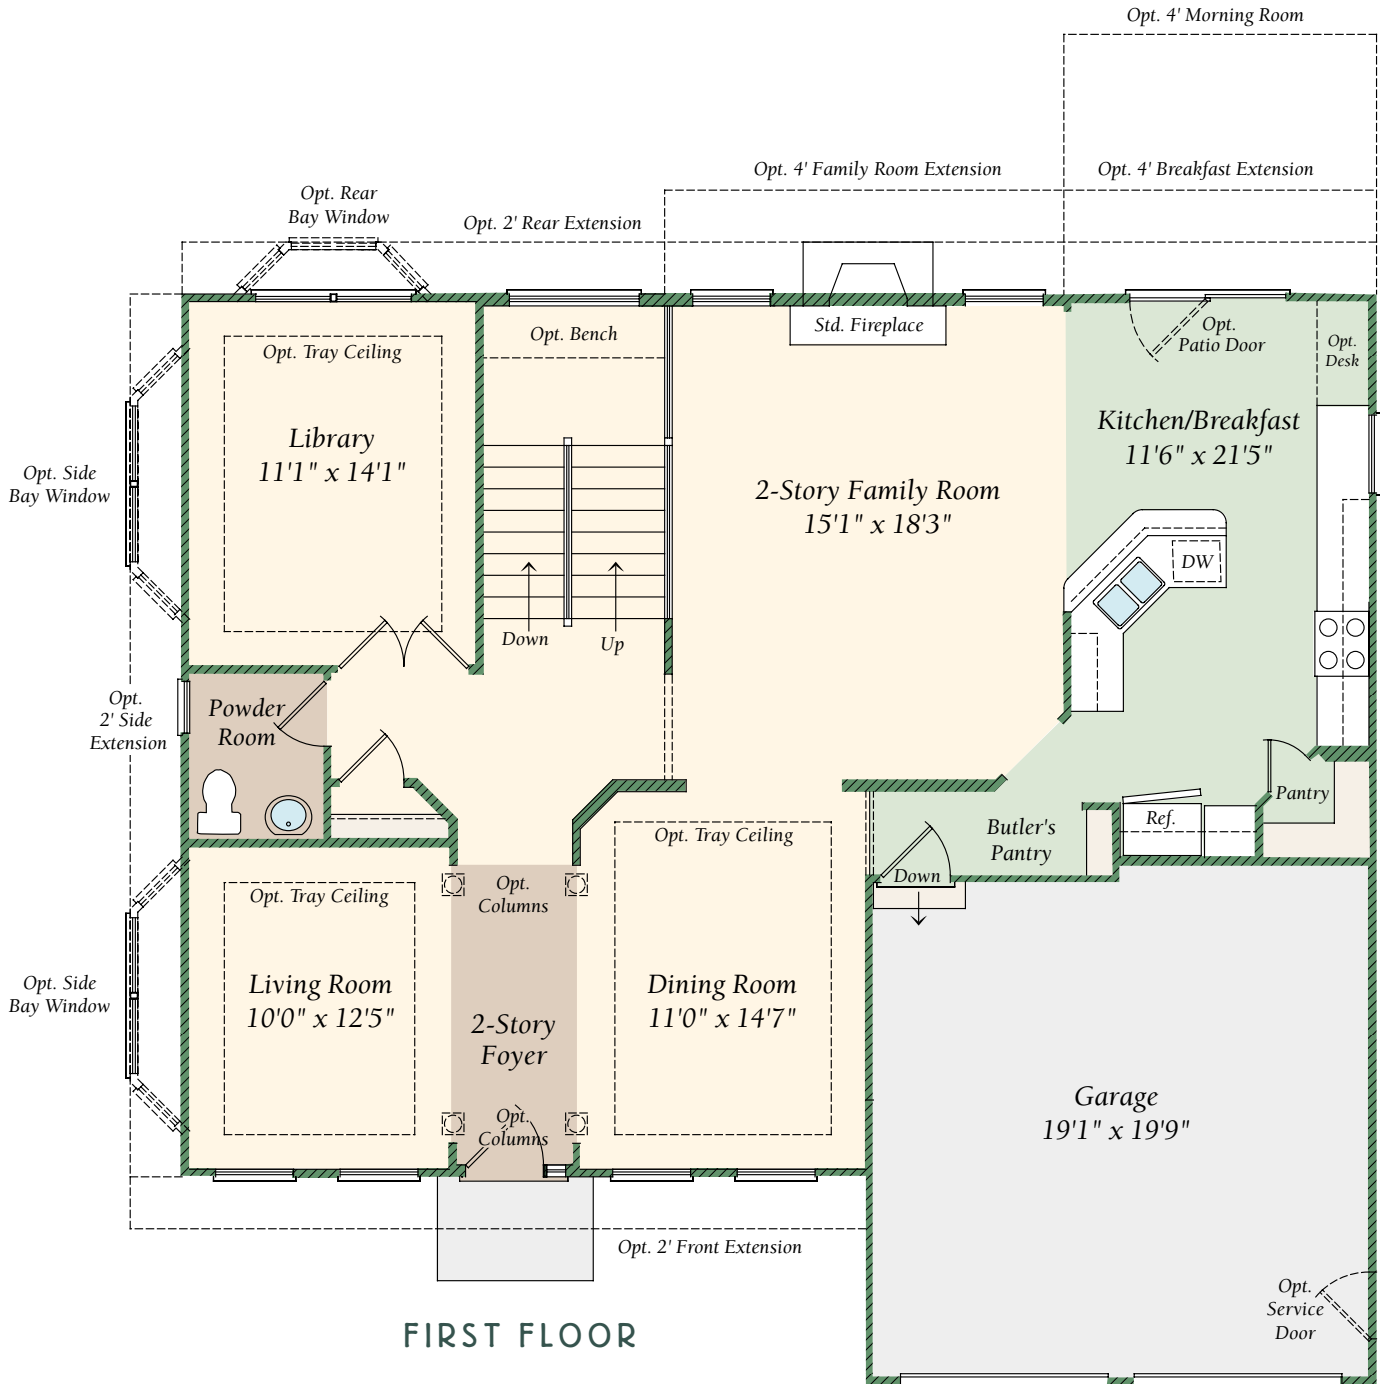 Opt. 4' Morning Room
Opt. 4' Family Room Extension
Opt. 4' Breakfast Extension
Opt. Rear
Bay Window
Opt. 2' Rear Extension
Std. Fireplace
Opt. Bench
Opt.
Patio Door
Opt.
Desk
Opt. Tray Ceiling
Library
11'1" x 14'1"
Kitchen/Breakfast
11'6" x 21'5"
Opt. Side
Bay Window
2-Story Family Room
15'1" x 18'3"
DW
Down
Up
Opt.
2' Side
Extension
Powder
Room
Pantry
Ref.
Butler's
Pantry
Opt. Tray Ceiling
Down
Opt. Tray Ceiling
Opt.
Columns
Opt. Side
Bay Window
Living Room
10'0" x 12'5"
Dining Room
11'0" x 14'7"
2-Story
Foyer
Garage
19'1" x 19'9"
Opt.
Columns
Opt. 2' Front Extension
Opt.
Service
Door
FIRST FLOOR